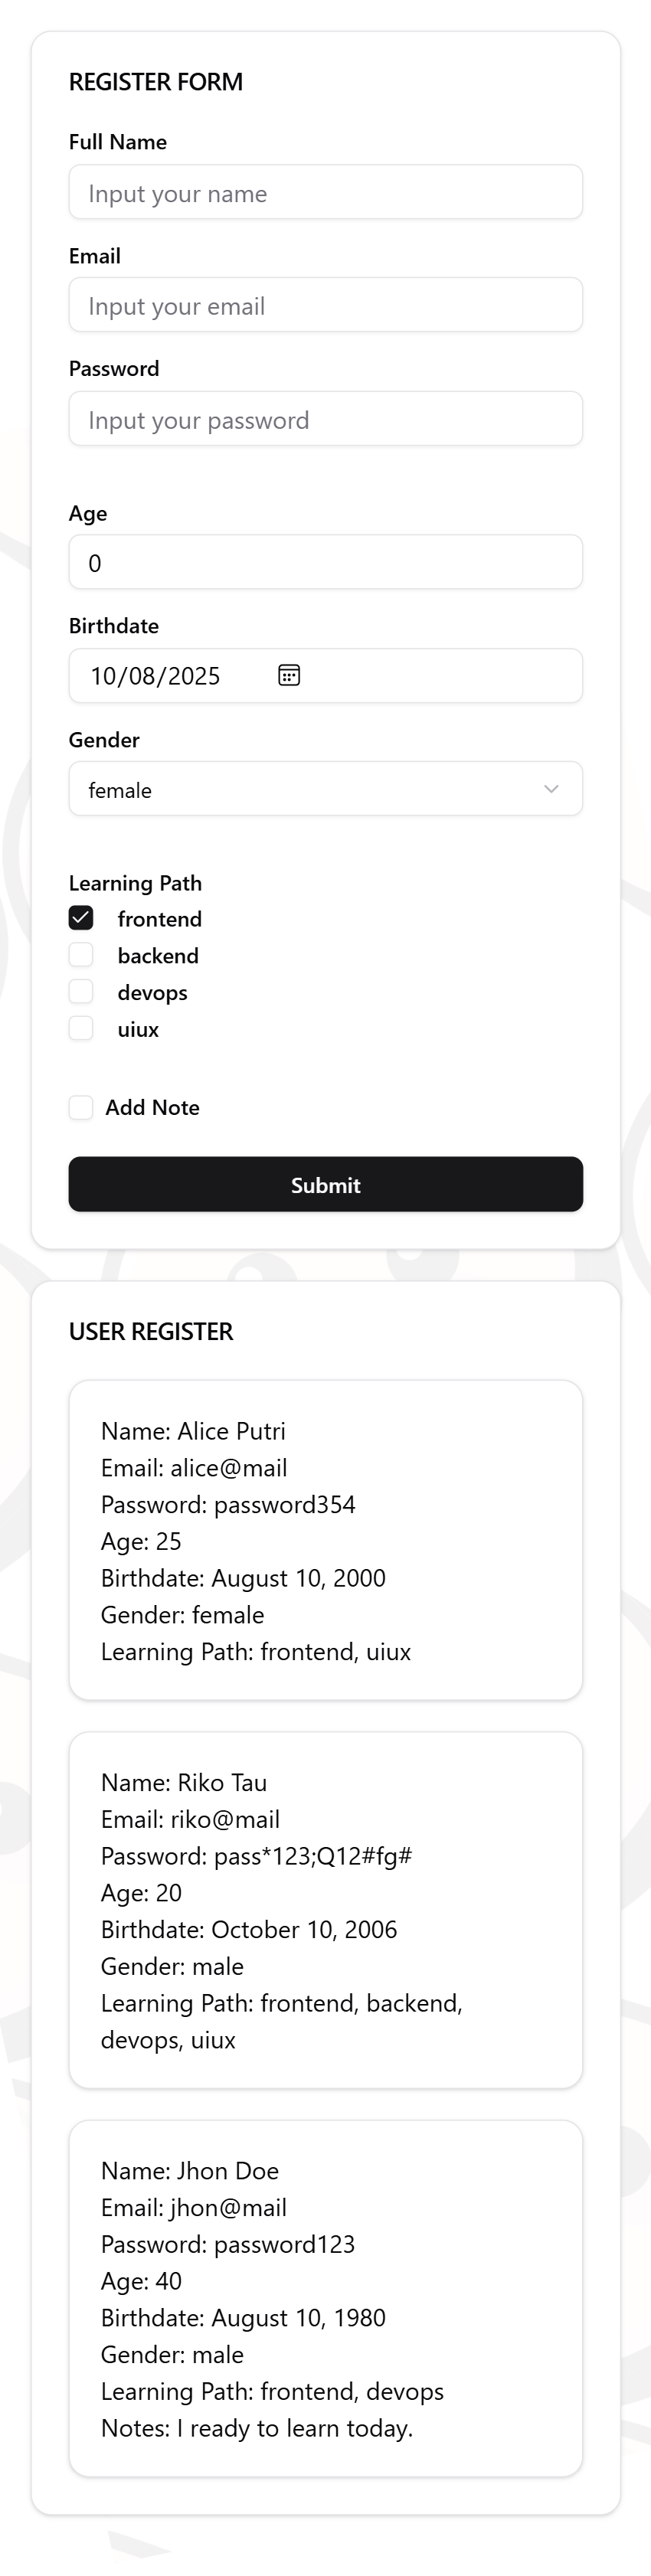 REGISTER FORM
Full Name
Input your name
Email
Input your email
Password
Input your password
Age
0
Birthdate
10/08/2025
Gender
female
Learning Path
frontend
backend
devops
uiux
Add Note
Submit
USER REGISTER
Name: Alice Putri
Email: alice@mail
Password: password354
Age: 25
Birthdate: August 10, 2000
Gender: female
Learning Path: frontend, uiux
Name: Riko Tau
Email: riko@mail
Password: pass*123;Q12#fg#
Age: 20
Birthdate: October 10, 2006
Gender: male
Learning Path: frontend, backend,
devops, uiux
Name: Jhon Doe
Email: jhon@mail
Password: password123
Age: 40
Birthdate: August 10, 1980
Gender: male
Learning Path: frontend, devops
Notes: I ready to learn today.